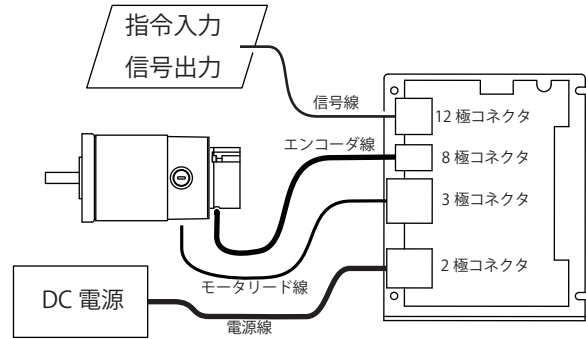 指令入力
信号出力
信号線
12 極コネクタ
エンコーダ線
8 極コネクタ
3 極コネクタ
2 極コネクタ
モータリード線
DC 電源
電源線